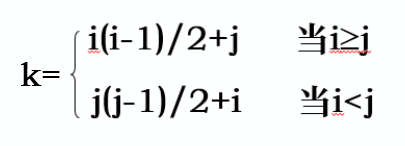 i(i-1)/2+j 当i≥j
k=
j(j-1)/2+i 当i<j